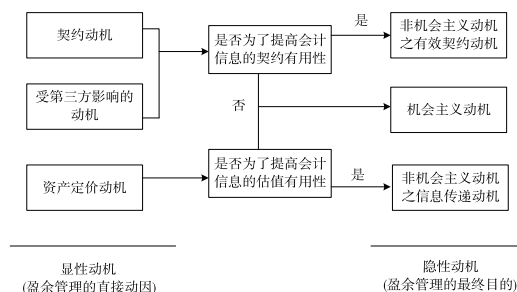 契约动机
受第三方影响的
动机
资产定价动机
是否为了提高会计
信息的契约有用性
否
是否为了提高会计
信息的估值有用性
是
是
非机会主义动机
之有效契约动机
机会主义动机
非机会主义动机
之信息传递动机
显性动机
(盈余管理的直接动因)
隐性动机
(盈余管理的最终目的)